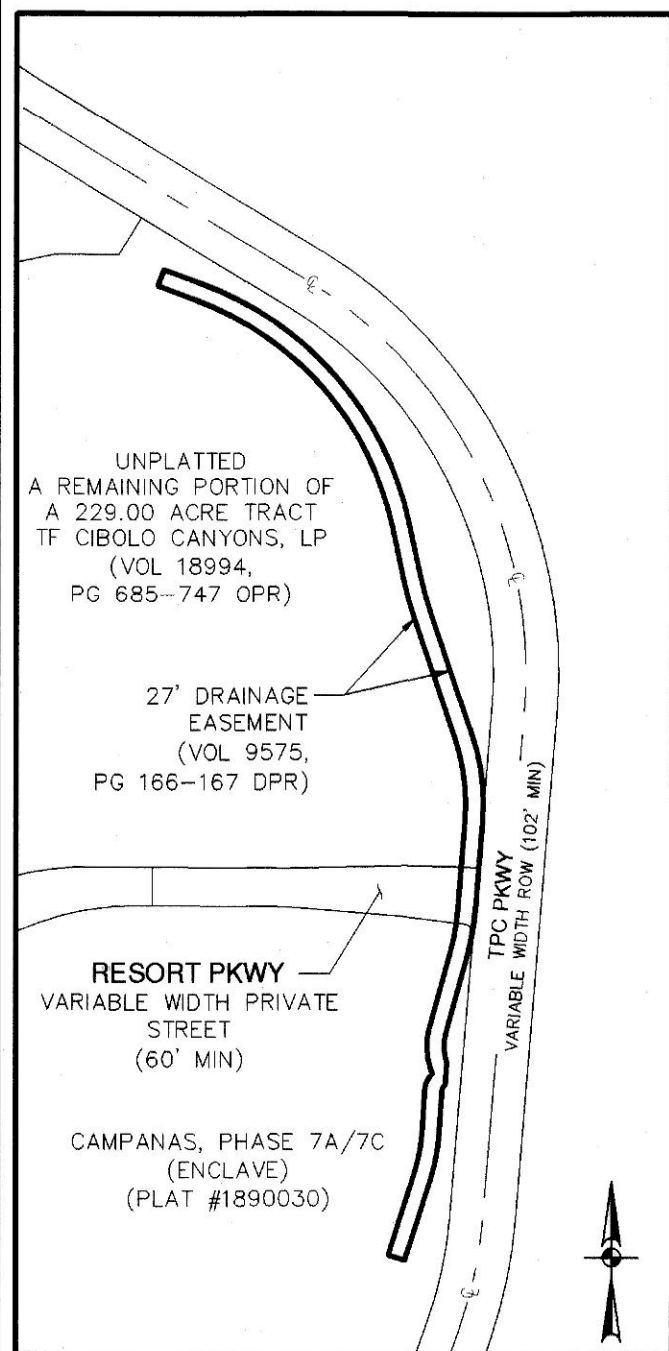 UNPLATTED
A REMAINING PORTION OF
A 229.00 ACRE TRACT
TF CIBOLO CANYONS, LP
(VOL 18994,
PG 685-747 OPR)
27' DRAINAGE
EASEMENT
(VOL 9575,
PG 166-167 DPR)
TPC PKWY
VARIABLE WIDTH ROW (102' MIN)
RESORT PKWY
VARIABLE WIDTH PRIVATE
STREET
(60' MIN)
CAMPANAS, PHASE 7A/7C
(ENCLAVE)
(PLAT #1890030)